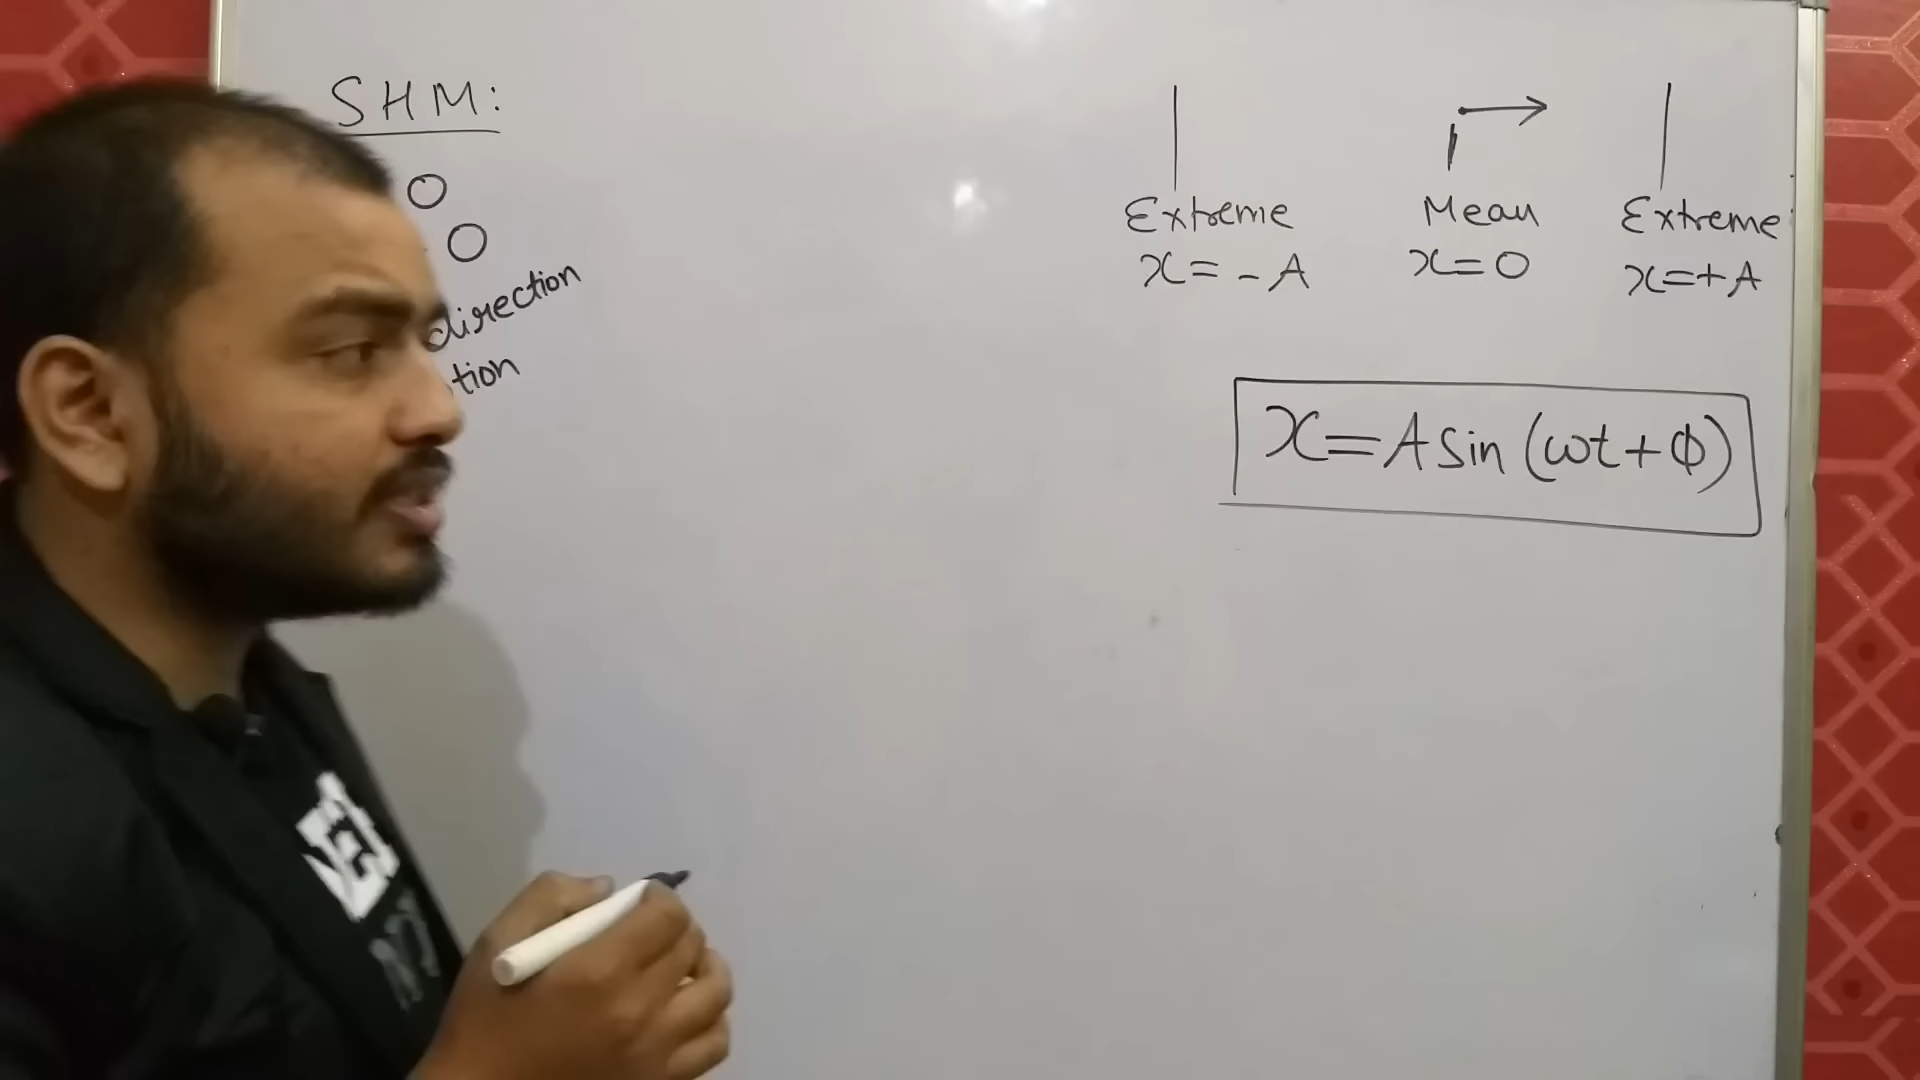 SHM:
O
O
direction
tion
Extreme Mean Extreme
x = - A x = 0 x = + A
x = A sin (ωt + φ)